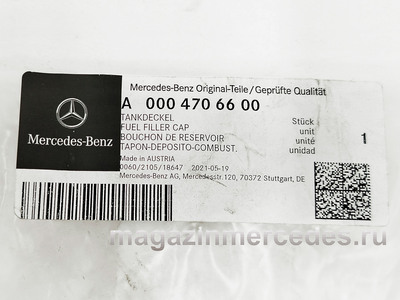 Mercedes-Benz Original-Teile/Geprüfte Qualität
A 000 470 66 00
TANKDECKEL
FUEL FILLER CAP
BOUCHON DE RESERVOIR
TAPON-DEPOSITO-COMBUST.
Stück
unit
unité
unidad
1
Mercedes-Benz
Made in AUSTRIA
0060/2105/18647 2021-05-19
Mercedes-Benz AG, Mercedesstr.120, 70372 Stuttgart, DE
magazinmercedes.ru